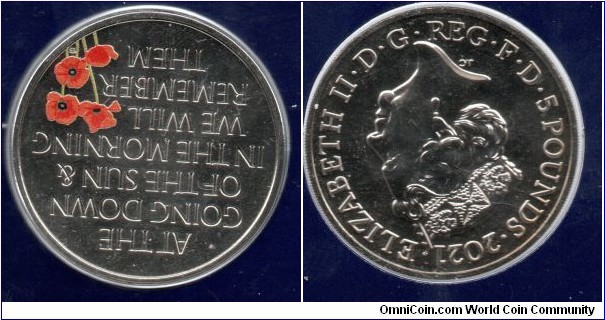 AT THE
GOING DOWN
OF THE SUN &
IN THE MORNING
WE WILL
REMEMBER
THEM
ELIZABETH II · D · G · REG · F · D · 5 POUNDS · 2021 ·
OmniCoin.com World Coin Community